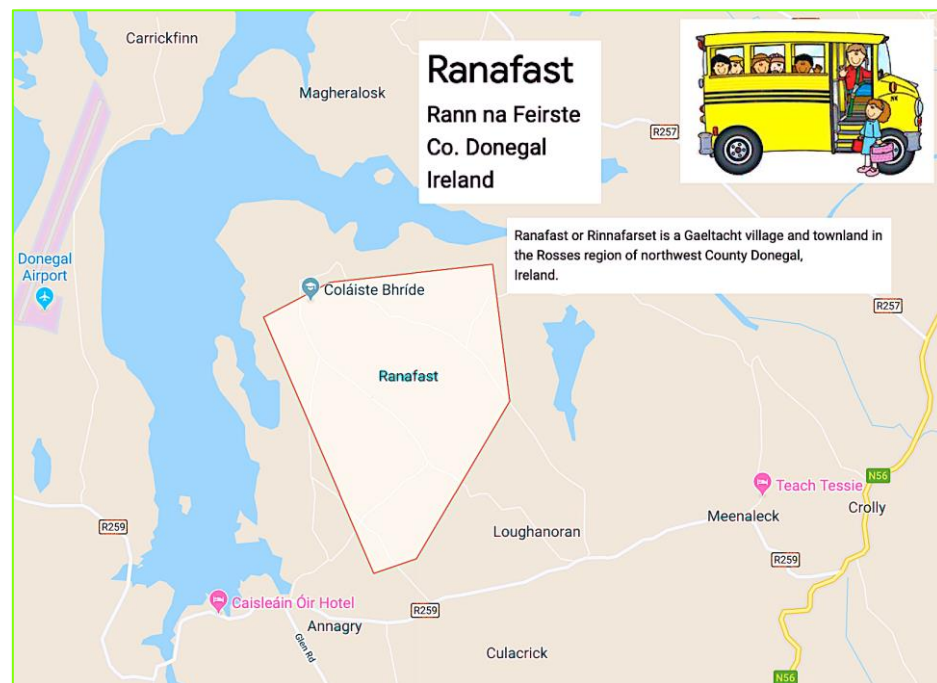 Carrickfinn
Ranafast
Rann na Feirste
Co. Donegal
Ireland
Magheralosk
R257
Ranafast or Rinnafarset is a Gaeltacht village and townland in
the Rosses region of northwest County Donegal,
Ireland.
Donegal
Airport
Coláiste Bhríde
R257
Ranafast
N56
Teach Tessie
Crolly
Meenaleck
R259
Loughanoran
R259
Caisleáin Óir Hotel
R259
Annagry
Glen Rd
Culacrick
N56